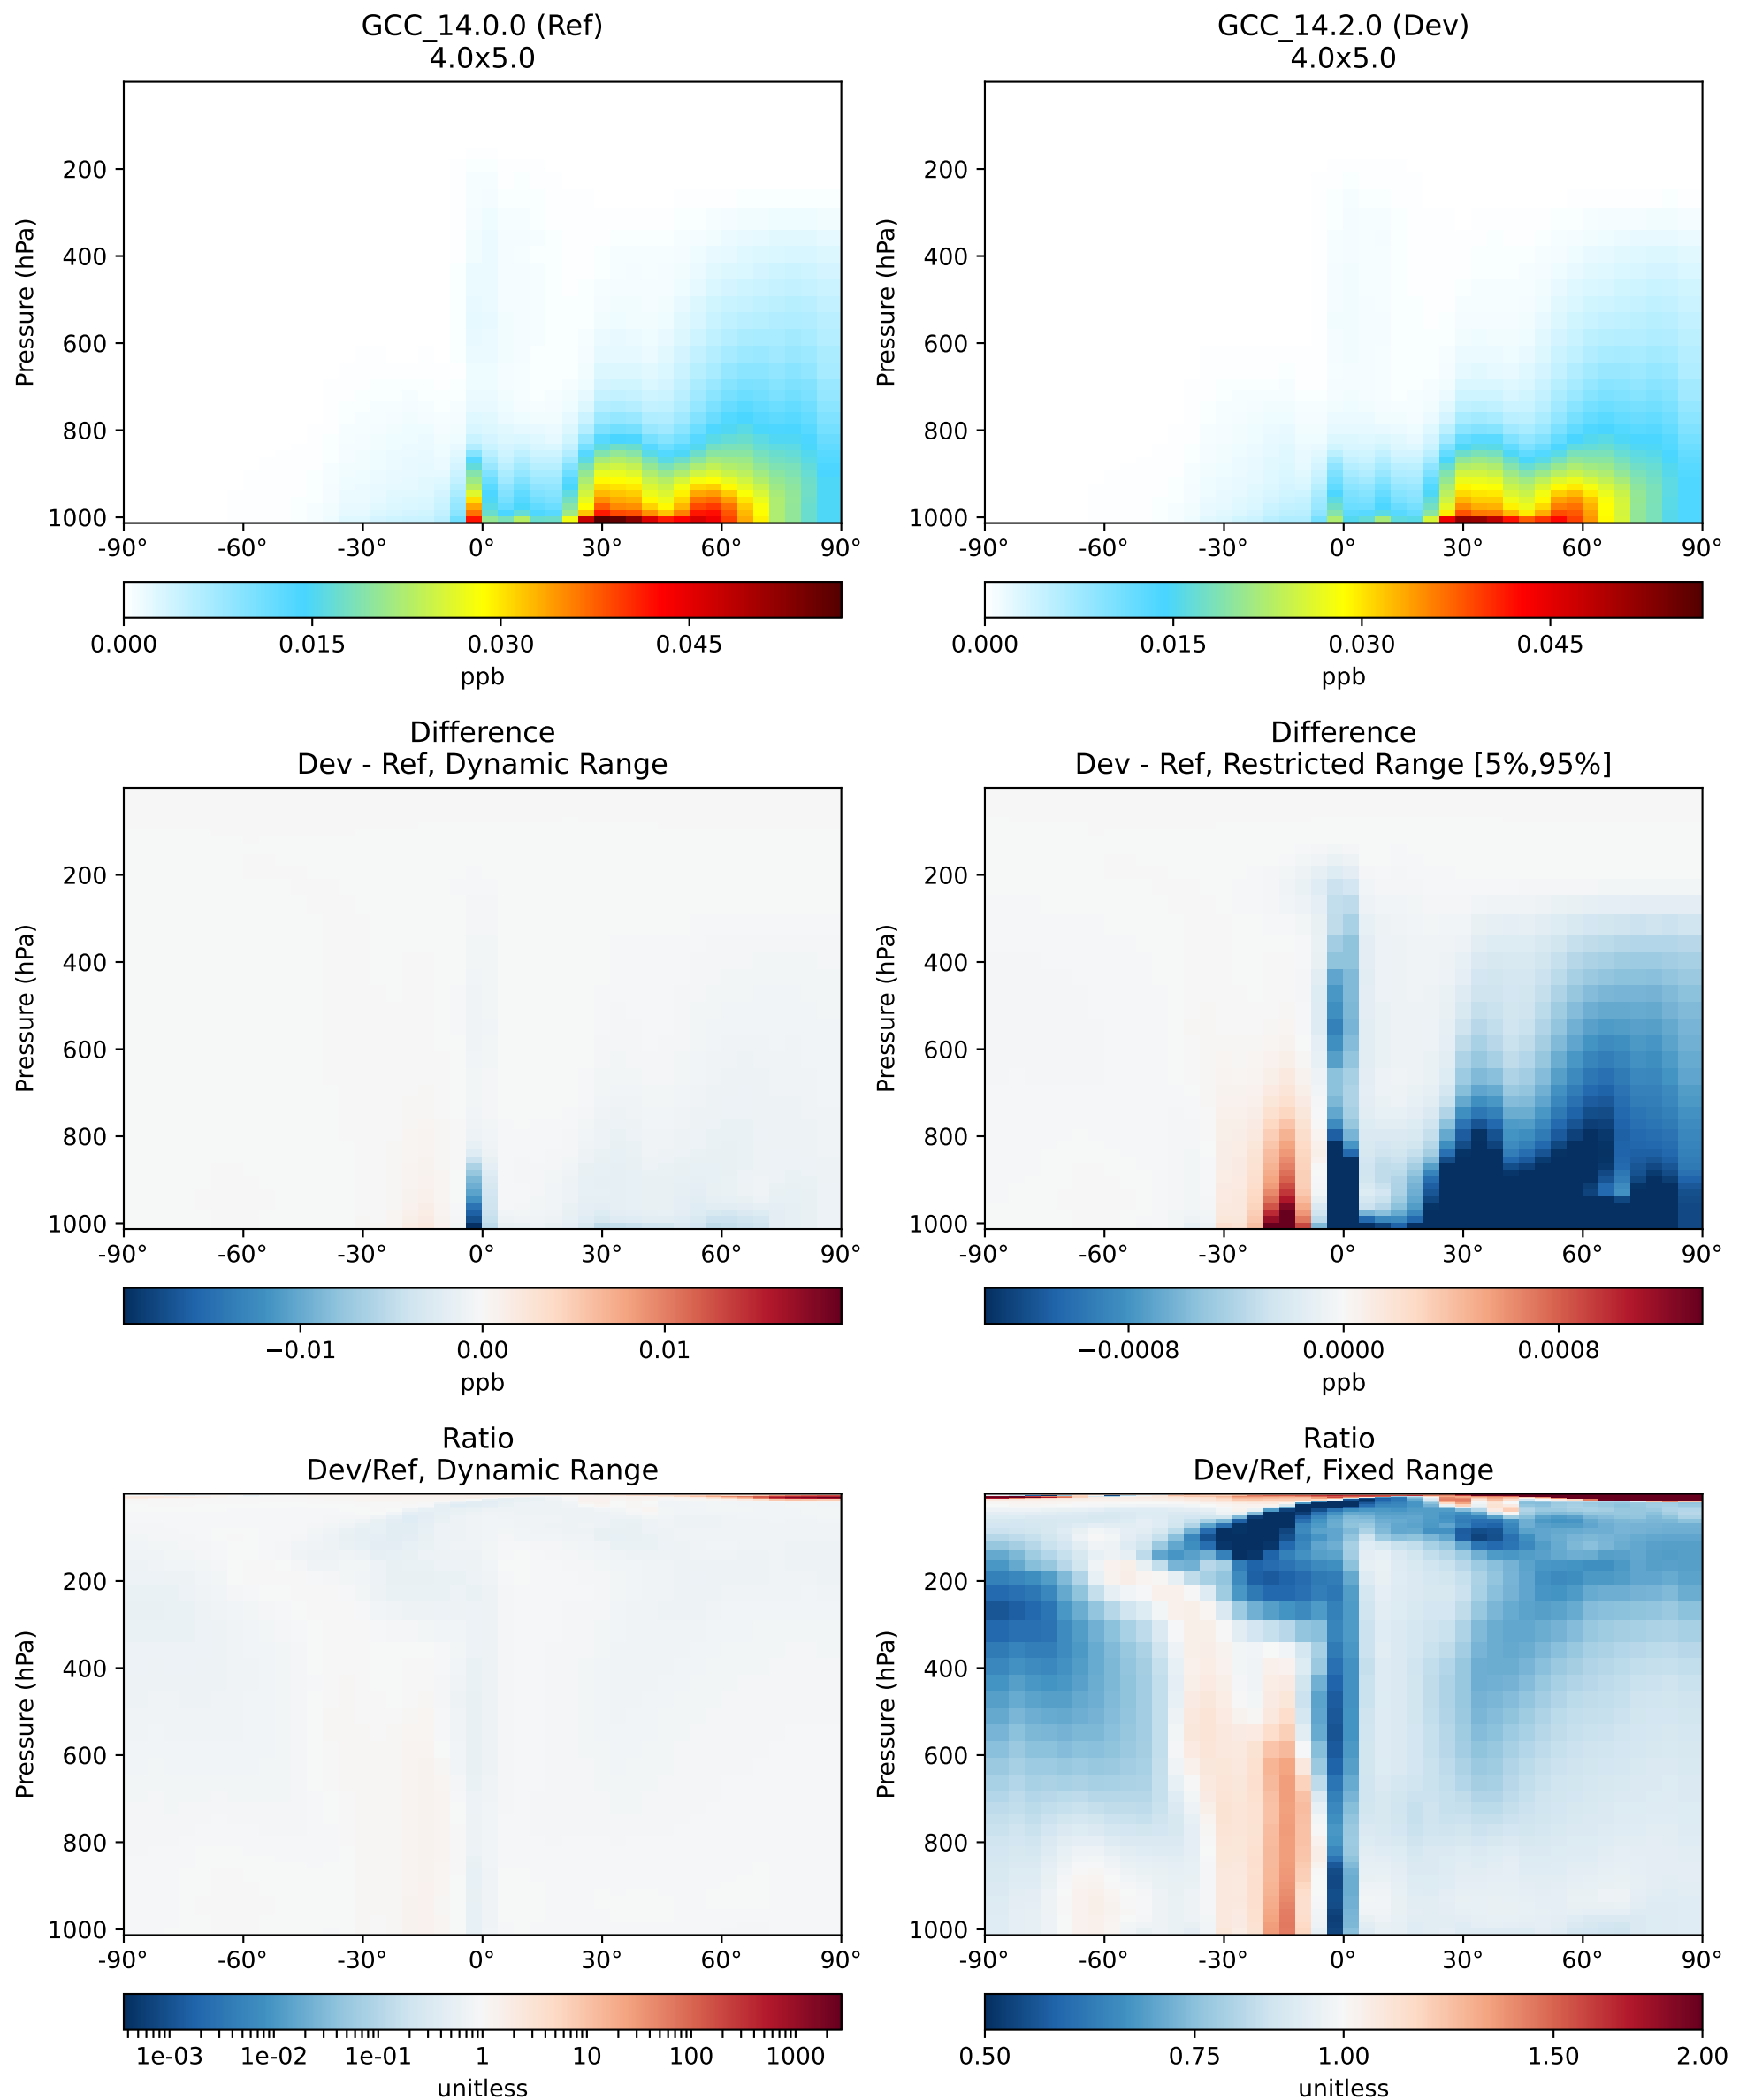 GCC_14.0.0 (Ref)
4.0x5.0
Pressure (hPa)
200
400
600
800
1000
-90° -60° -30° 0° 30° 60° 90°
0.000 0.015 0.030 0.045
ppb
GCC_14.2.0 (Dev)
4.0x5.0
Pressure (hPa)
200
400
600
800
1000
-90° -60° -30° 0° 30° 60° 90°
0.000 0.015 0.030 0.045
ppb
Difference
Dev - Ref, Dynamic Range
Pressure (hPa)
200
400
600
800
1000
-90° -60° -30° 0° 30° 60° 90°
−0.01 0.00 0.01
ppb
Difference
Dev - Ref, Restricted Range [5%,95%]
Pressure (hPa)
200
400
600
800
1000
-90° -60° -30° 0° 30° 60° 90°
−0.0008 0.0000 0.0008
ppb
Ratio
Dev/Ref, Dynamic Range
Pressure (hPa)
200
400
600
800
1000
-90° -60° -30° 0° 30° 60° 90°
1e-03 1e-02 1e-01 1 10 100 1000
unitless
Ratio
Dev/Ref, Fixed Range
Pressure (hPa)
200
400
600
800
1000
-90° -60° -30° 0° 30° 60° 90°
0.50 0.75 1.00 1.50 2.00
unitless